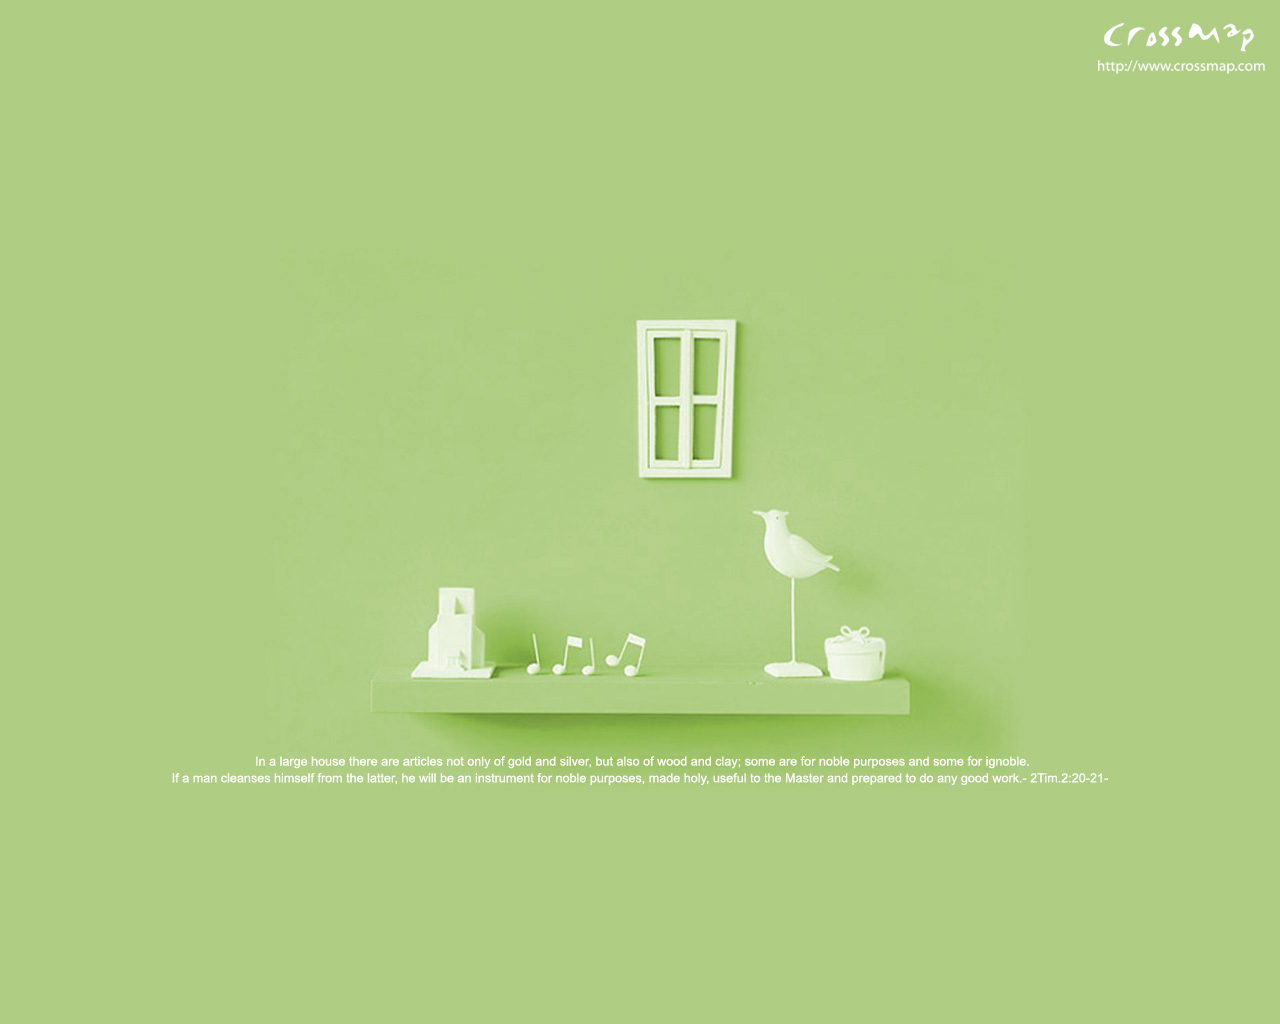 CrossMap
http://www.crossmap.com
In a large house there are articles not only of gold and silver, but also of wood and clay; some are for noble purposes and some for ignoble.
If a man cleanses himself from the latter, he will be an instrument for noble purposes, made holy, useful to the Master and prepared to do any good work.- 2Tim.2:20-21-